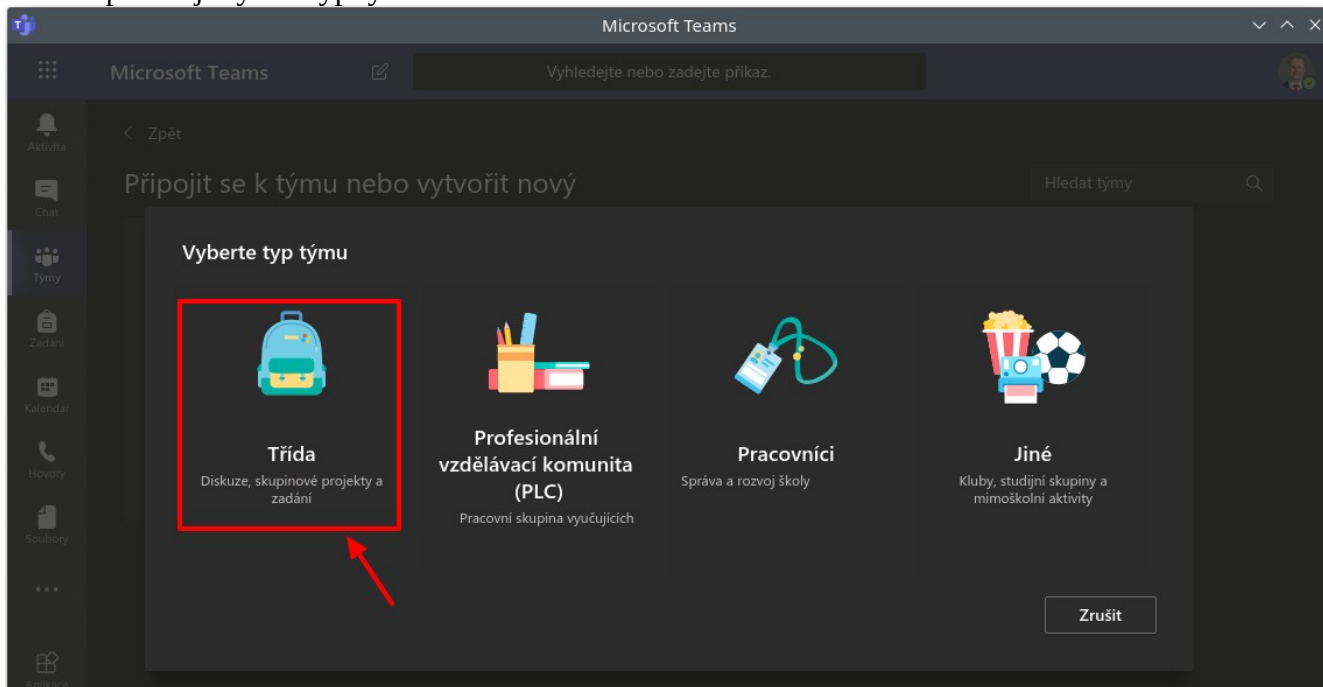 Microsoft Teams
Microsoft Teams
Vyhledejte nebo zadejte příkaz.
Aktivita
Zpět
Připojit se k týmu nebo vytvořit nový
Hledat týmy
Chat
Vyberte typ týmu
Týmy
Zadání
Kalendář
Hovory
Soubory
Třída
Diskuze, skupinové projekty a
zadání
Profesionální
vzdělávací komunita
(PLC)
Pracovní skupina vyučujících
Pracovníci
Správa a rozvoj školy
Jiné
Kluby, studijní skupiny a
mimoškolní aktivity
Zrušit
Aplikace